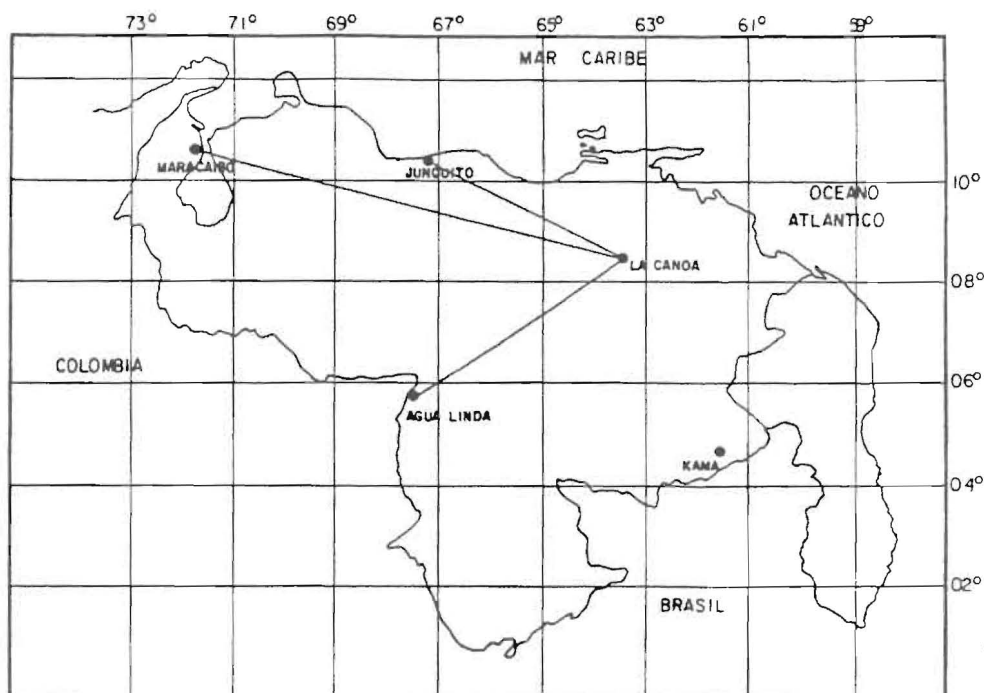 73° 71° 69° 67° 65° 63° 61° 59°
MAR CARIBE
MARACAIBO
JUNQUITO
10°
OCEANO
ATLANTICO
LA CANOA
08°
COLOMBIA
06°
AGUA LINDA
KAMA
04°
02°
BRASIL